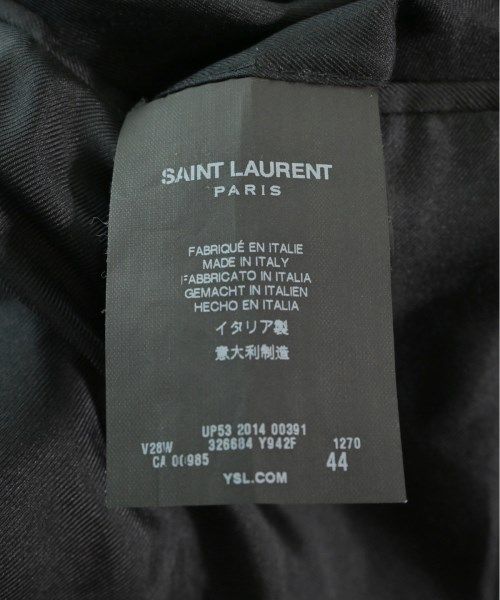 SAINT LAURENT
PARIS
FABRIQUÉ EN ITALIE
MADE IN ITALY
FABBRICATO IN ITALIA
GEMACHT IN ITALIEN
HECHO EN ITALIA
イタリア製
意大利制造
UP53 2014 00391
V28W 326684 Y942F 1270
CA 00985 44
YSL.COM